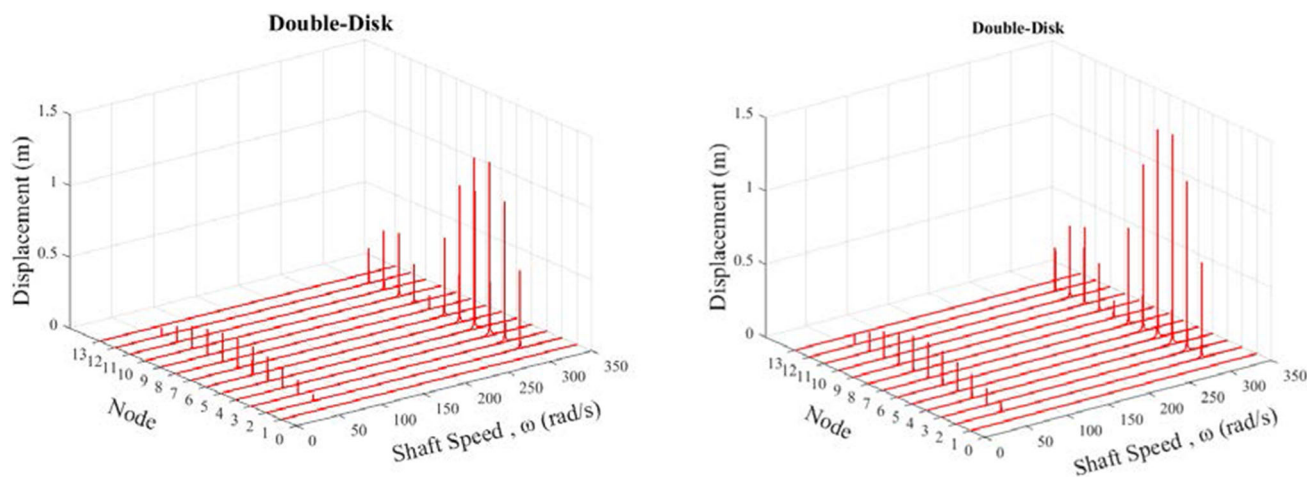 Double-Disk
Displacement (m)
1.5
1
0.5
0
13 12 11 10 9 8 7 6 5 4 3 2 1 0
Node
0 50 100 150 200 250 300 350
Shaft Speed , ω (rad/s)
Double-Disk
Displacement (m)
1.5
1
0.5
0
13 12 11 10 9 8 7 6 5 4 3 2 1 0
Node
0 50 100 150 200 250 300 350
Shaft Speed , ω (rad/s)